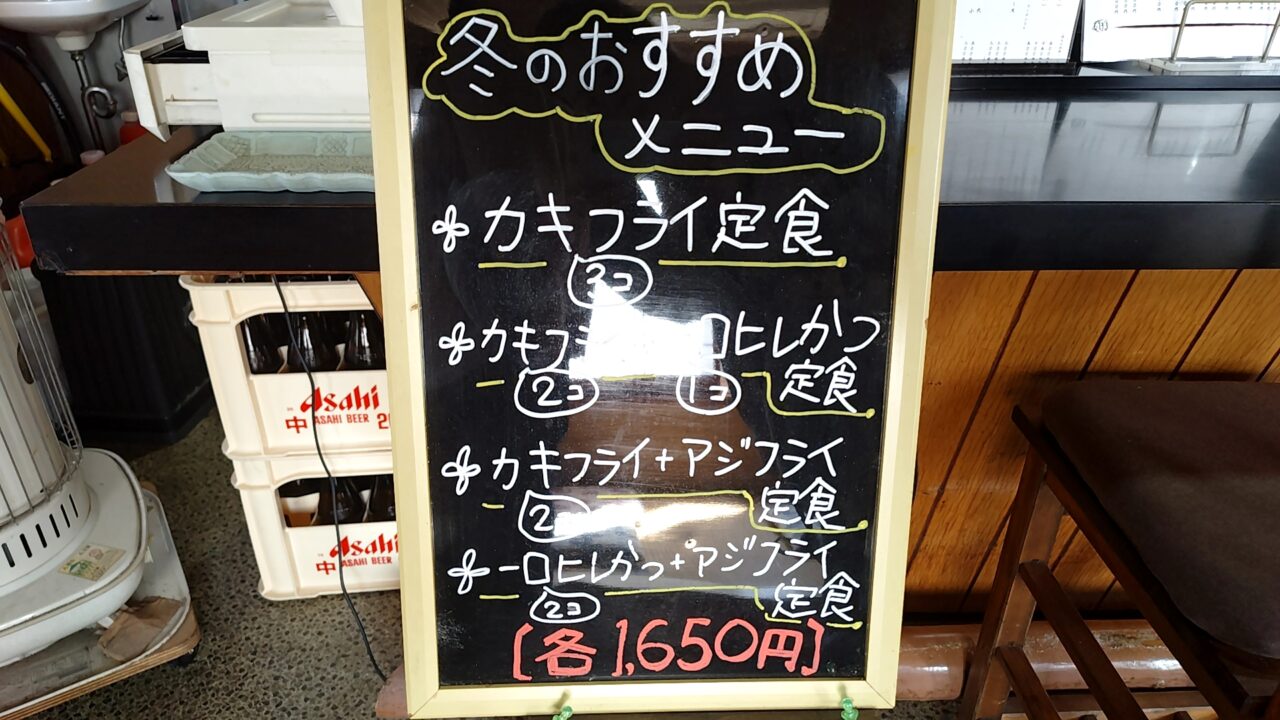 冬のおすすめ
メニュー
カキフライ定食
カキフ 口ヒレかつ
2コ 1コ 定食
カキフライ+アジフライ
定食
一口ヒレかつ+アジフライ
2コ 定食
[各1,650円]
Asahi
中 ASAHI BEER 20
Asahi
中 ASAHI BEER